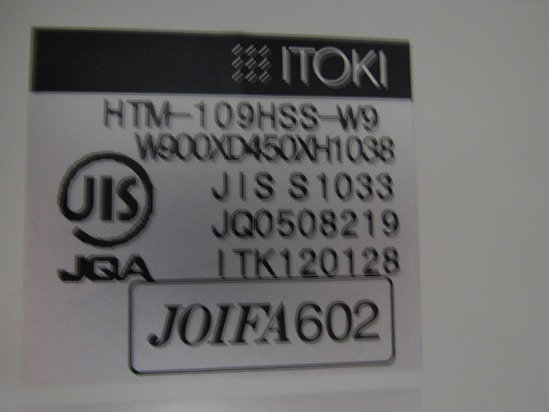 ITOKI
HTM-109HSS-W9
W900XD450XH1038
JIS S1033
JIS
JQ0508219
JQA
ITK120128
JOIFA602